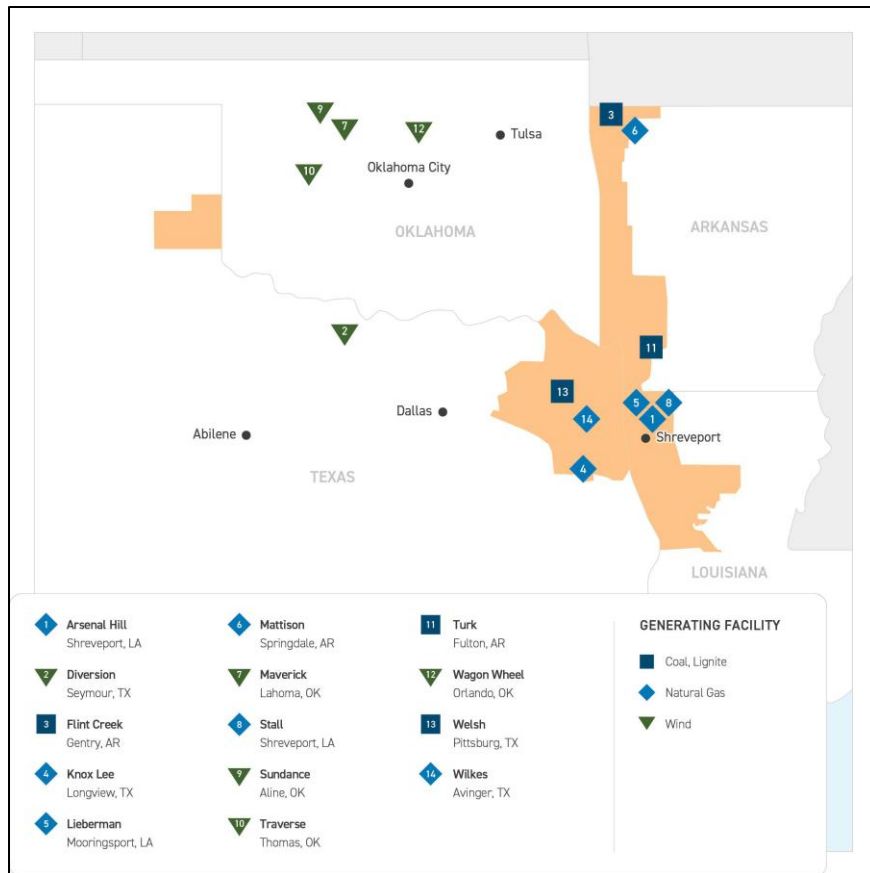 9
7
12
Tulsa
3
6
10
Oklahoma City
OKLAHOMA
ARKANSAS
2
11
13
5
8
Dallas
14
1
Abilene
Shreveport
4
TEXAS
LOUISIANA
1 Arsenal Hill
Shreveport, LA
2 Diversion
Seymour, TX
3 Flint Creek
Gentry, AR
4 Knox Lee
Longview, TX
5 Lieberman
Mooringsport, LA
6 Mattison
Springdale, AR
7 Maverick
Lahoma, OK
8 Stall
Shreveport, LA
9 Sundance
Aline, OK
10 Traverse
Thomas, OK
11 Turk
Fulton, AR
12 Wagon Wheel
Orlando, OK
13 Welsh
Pittsburg, TX
14 Wilkes
Avinger, TX
GENERATING FACILITY
Coal, Lignite
Natural Gas
Wind